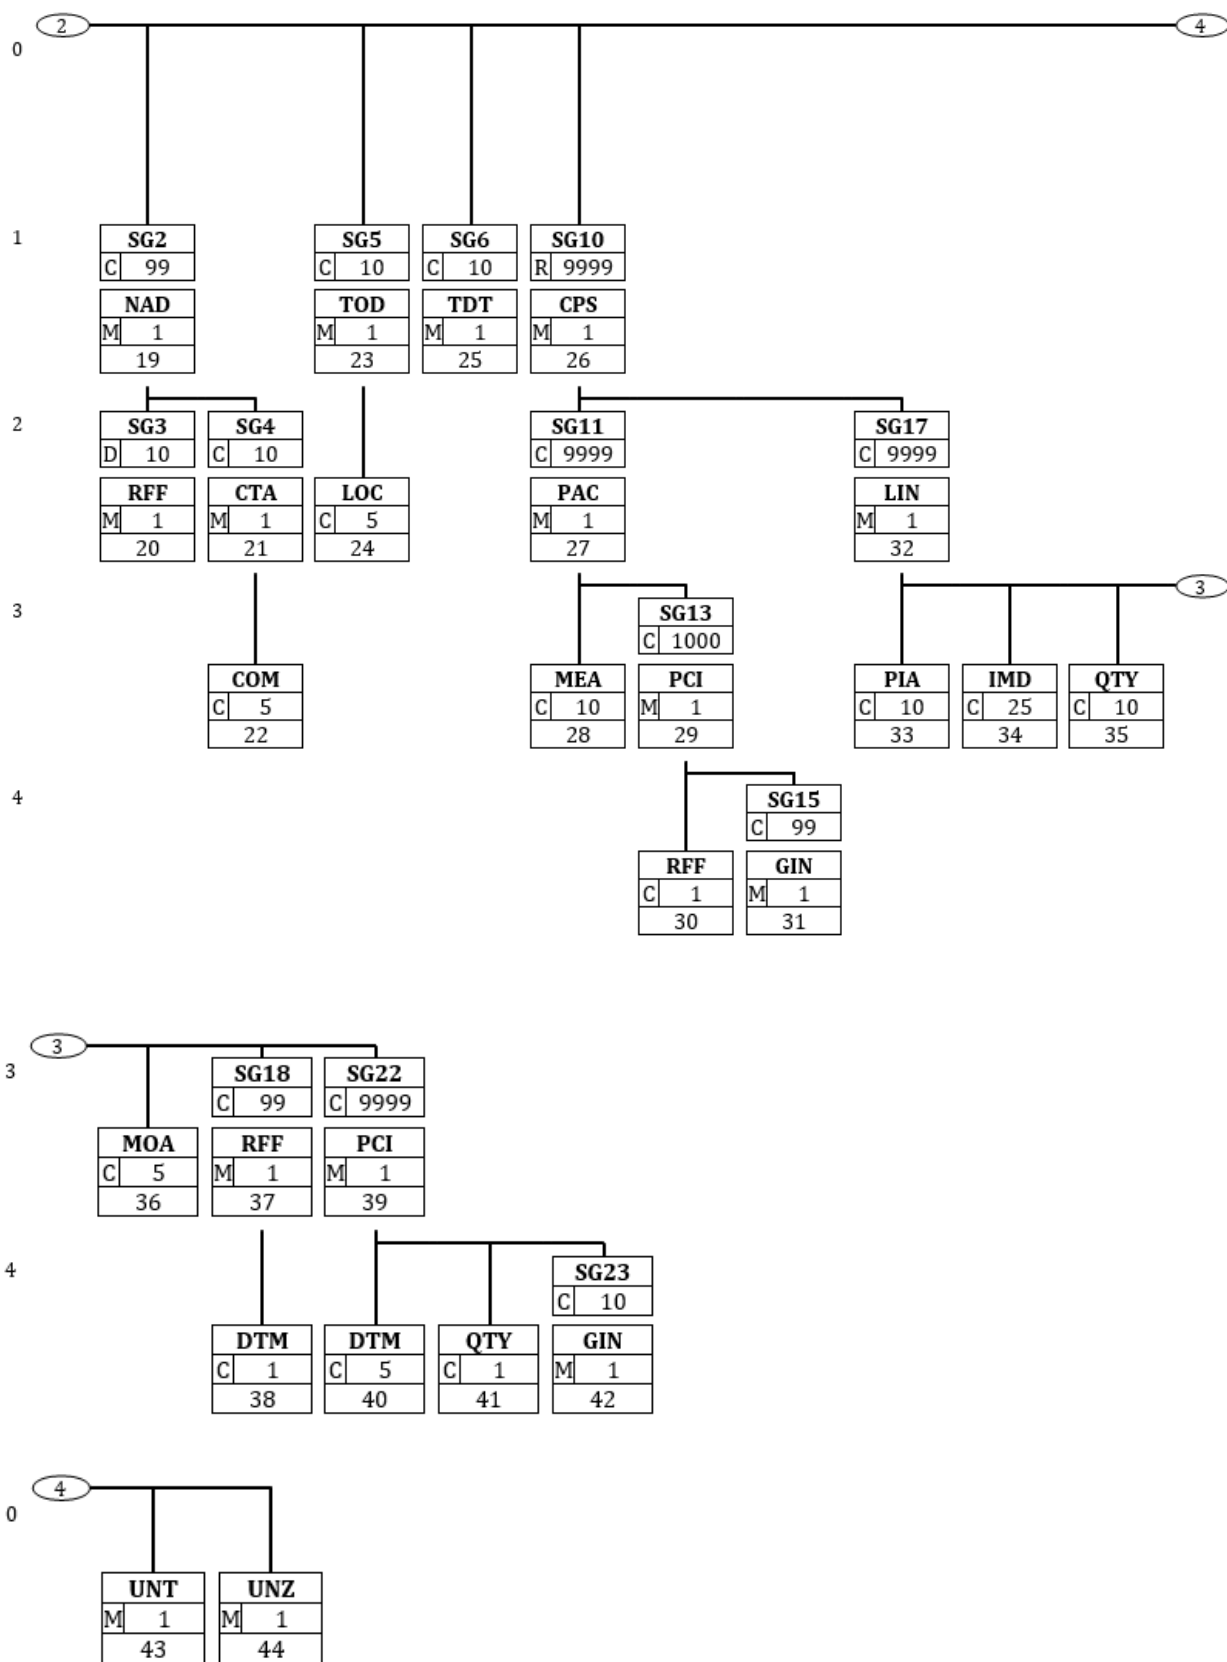 2 4
0
1 SG2 SG5 SG6 SG10
C 99 C 10 C 10 R 9999
NAD TOD TDT CPS
M 1 M 1 M 1 M 1
19 23 25 26
2 SG3 SG4 SG11 SG17
D 10 C 10 C 9999 C 9999
RFF CTA LOC PAC LIN
M 1 M 1 C 5 M 1 M 1
20 21 24 27 32
3
3 SG13
C 1000
COM MEA PCI PIA IMD QTY
C 5 C 10 M 1 C 10 C 25 C 10
22 28 29 33 34 35
4 SG15
C 99
RFF GIN
C 1 M 1
30 31
3
3 SG18 SG22
C 99 C 9999
MOA RFF PCI
C 5 M 1 M 1
36 37 39
4 SG23
C 10
DTM DTM QTY GIN
C 1 C 5 C 1 M 1
38 40 41 42
4
0
UNT UNZ
M 1 M 1
43 44